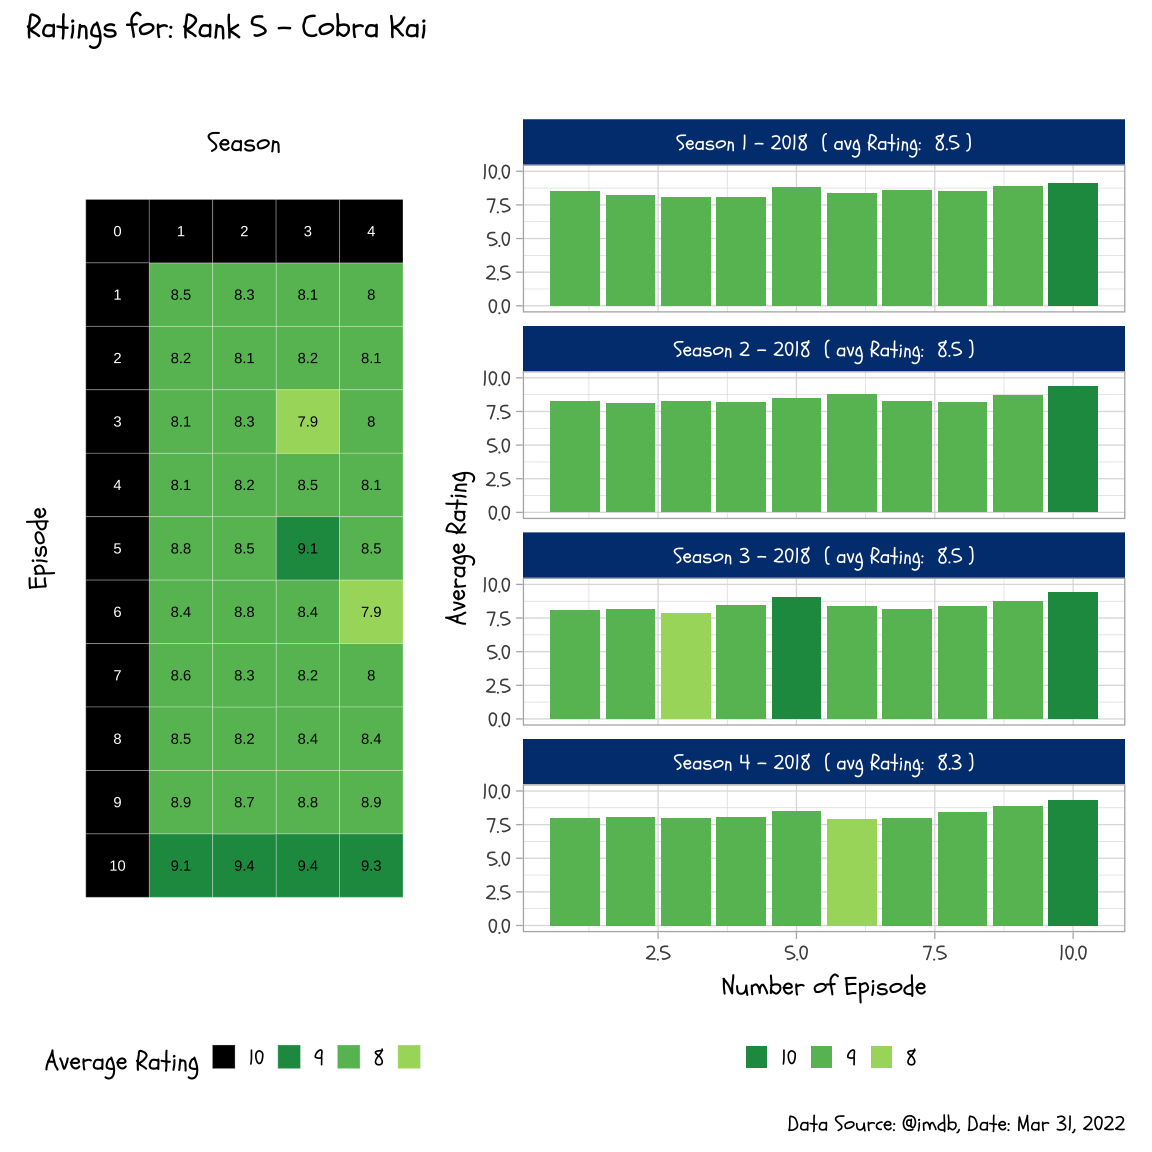 Ratings for: Rank 5 - Cobra Kai
Season
0 1 2 3 4
1 8.5 8.3 8.1 8
2 8.2 8.1 8.2 8.1
3 8.1 8.3 7.9 8
4 8.1 8.2 8.5 8.1
5 8.8 8.5 9.1 8.5
6 8.4 8.8 8.4 7.9
7 8.6 8.3 8.2 8
8 8.5 8.2 8.4 8.4
9 8.9 8.7 8.8 8.9
10 9.1 9.4 9.4 9.3
Episode
Average Rating 10 9 8
Season 1 - 2018 ( avg Rating: 8.5 )
10.0
7.5
5.0
2.5
0.0
Season 2 - 2018 ( avg Rating: 8.5 )
10.0
7.5
5.0
2.5
0.0
Season 3 - 2018 ( avg Rating: 8.5 )
10.0
7.5
5.0
2.5
0.0
Season 4 - 2018 ( avg Rating: 8.3 )
10.0
7.5
5.0
2.5
0.0
Average Rating
2.5 5.0 7.5 10.0
Number of Episode
10 9 8
Data Source: @imdb, Date: Mar 31, 2022